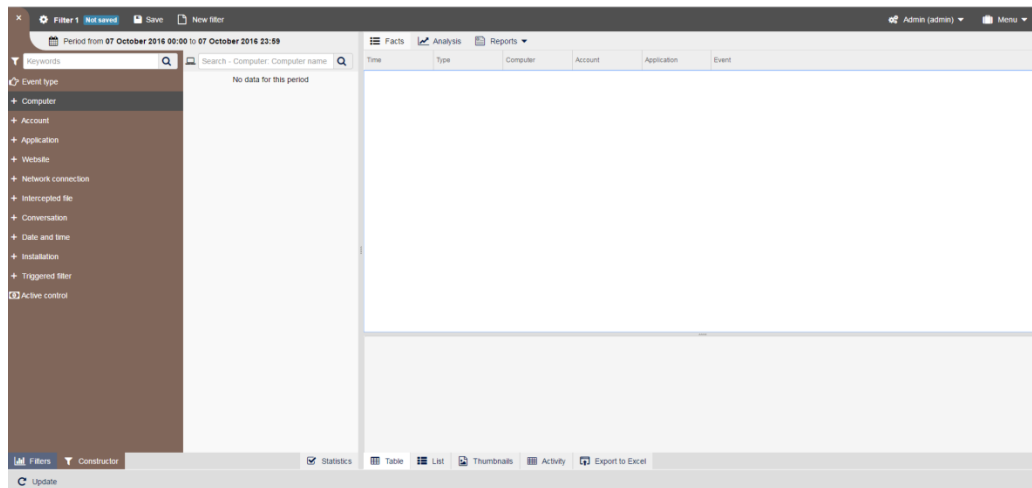 × Filter 1 Not saved Save New filter Admin (admin) Menu
Period from 07 October 2016 00:00 to 07 October 2016 23:59
Facts Analysis Reports
Keywords
Search - Computer: Computer name
Time Type Computer Account Application Event
No data for this period
Event type
+ Computer
+ Account
+ Application
+ Website
+ Network connection
+ Intercepted file
+ Conversation
+ Date and time
+ Installation
+ Triggered filter
Active control
Filters Constructor Statistics Table List Thumbnails Activity Export to Excel
Update